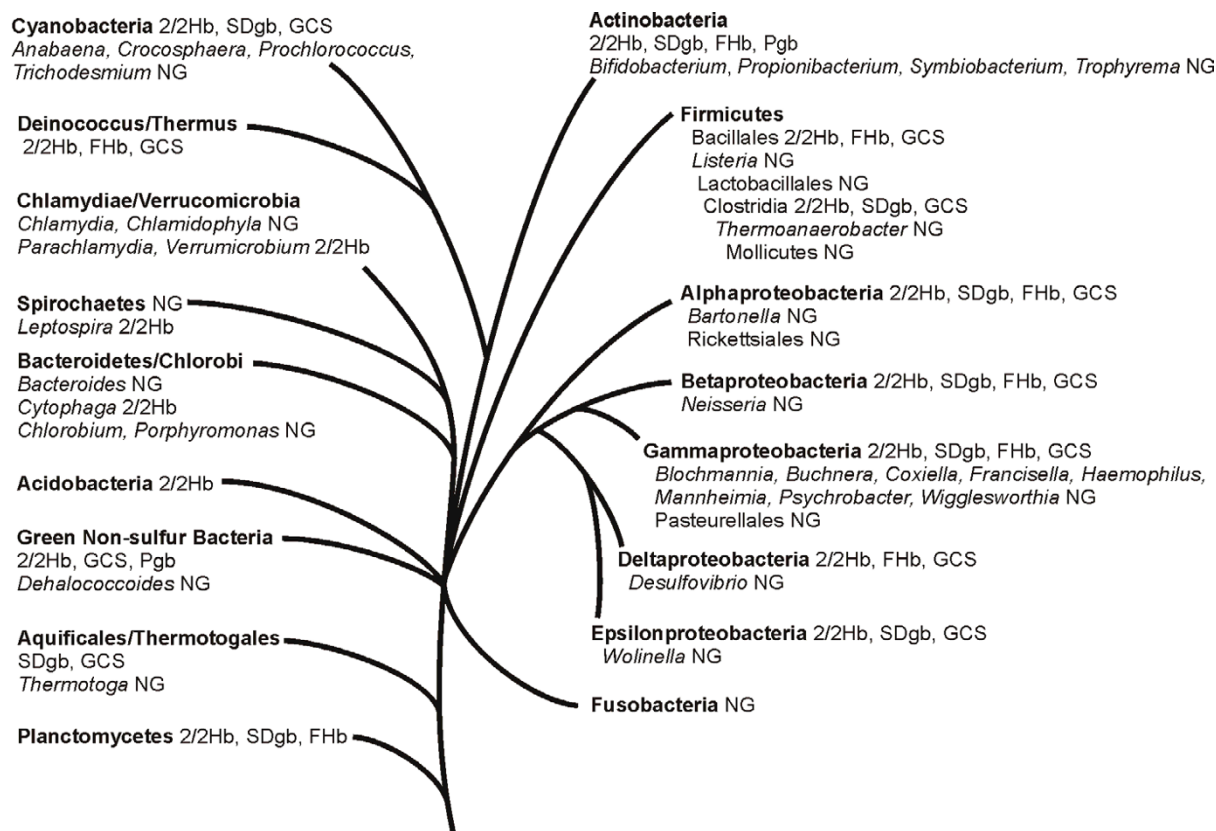 Cyanobacteria 2/2Hb, SDgb, GCS
Anabaena, Crocosphaera, Prochlorococcus,
Trichodesmium NG
Deinococcus/Thermus
2/2Hb, FHb, GCS
Chlamydiae/Verrucomicrobia
Chlamydia, Chlamidophyla NG
Parachlamydia, Verrumicrobium 2/2Hb
Spirochaetes NG
Leptospira 2/2Hb
Bacteroidetes/Chlorobi
Bacteroides NG
Cytophaga 2/2Hb
Chlorobium, Porphyromonas NG
Acidobacteria 2/2Hb
Green Non-sulfur Bacteria
2/2Hb, GCS, Pgb
Dehalococcoides NG
Aquificales/Thermotogales
SDgb, GCS
Thermotoga NG
Planctomycetes 2/2Hb, SDgb, FHb
Actinobacteria
2/2Hb, SDgb, FHb, Pgb
Bifidobacterium, Propionibacterium, Symbiobacterium, Trophyrema NG
Firmicutes
Bacillales 2/2Hb, FHb, GCS
Listeria NG
Lactobacillales NG
Clostridia 2/2Hb, SDgb, GCS
Thermoanaerobacter NG
Mollicutes NG
Alphaproteobacteria 2/2Hb, SDgb, FHb, GCS
Bartonella NG
Rickettsiales NG
Betaproteobacteria 2/2Hb, SDgb, FHb, GCS
Neisseria NG
Gammaproteobacteria 2/2Hb, SDgb, FHb, GCS
Blochmannia, Buchnera, Coxiella, Francisella, Haemophilus,
Mannheimia, Psychrobacter, Wigglesworthia NG
Pasteurellales NG
Deltaproteobacteria 2/2Hb, FHb, GCS
Desulfovibrio NG
Epsilonproteobacteria 2/2Hb, SDgb, GCS
Wolinella NG
Fusobacteria NG